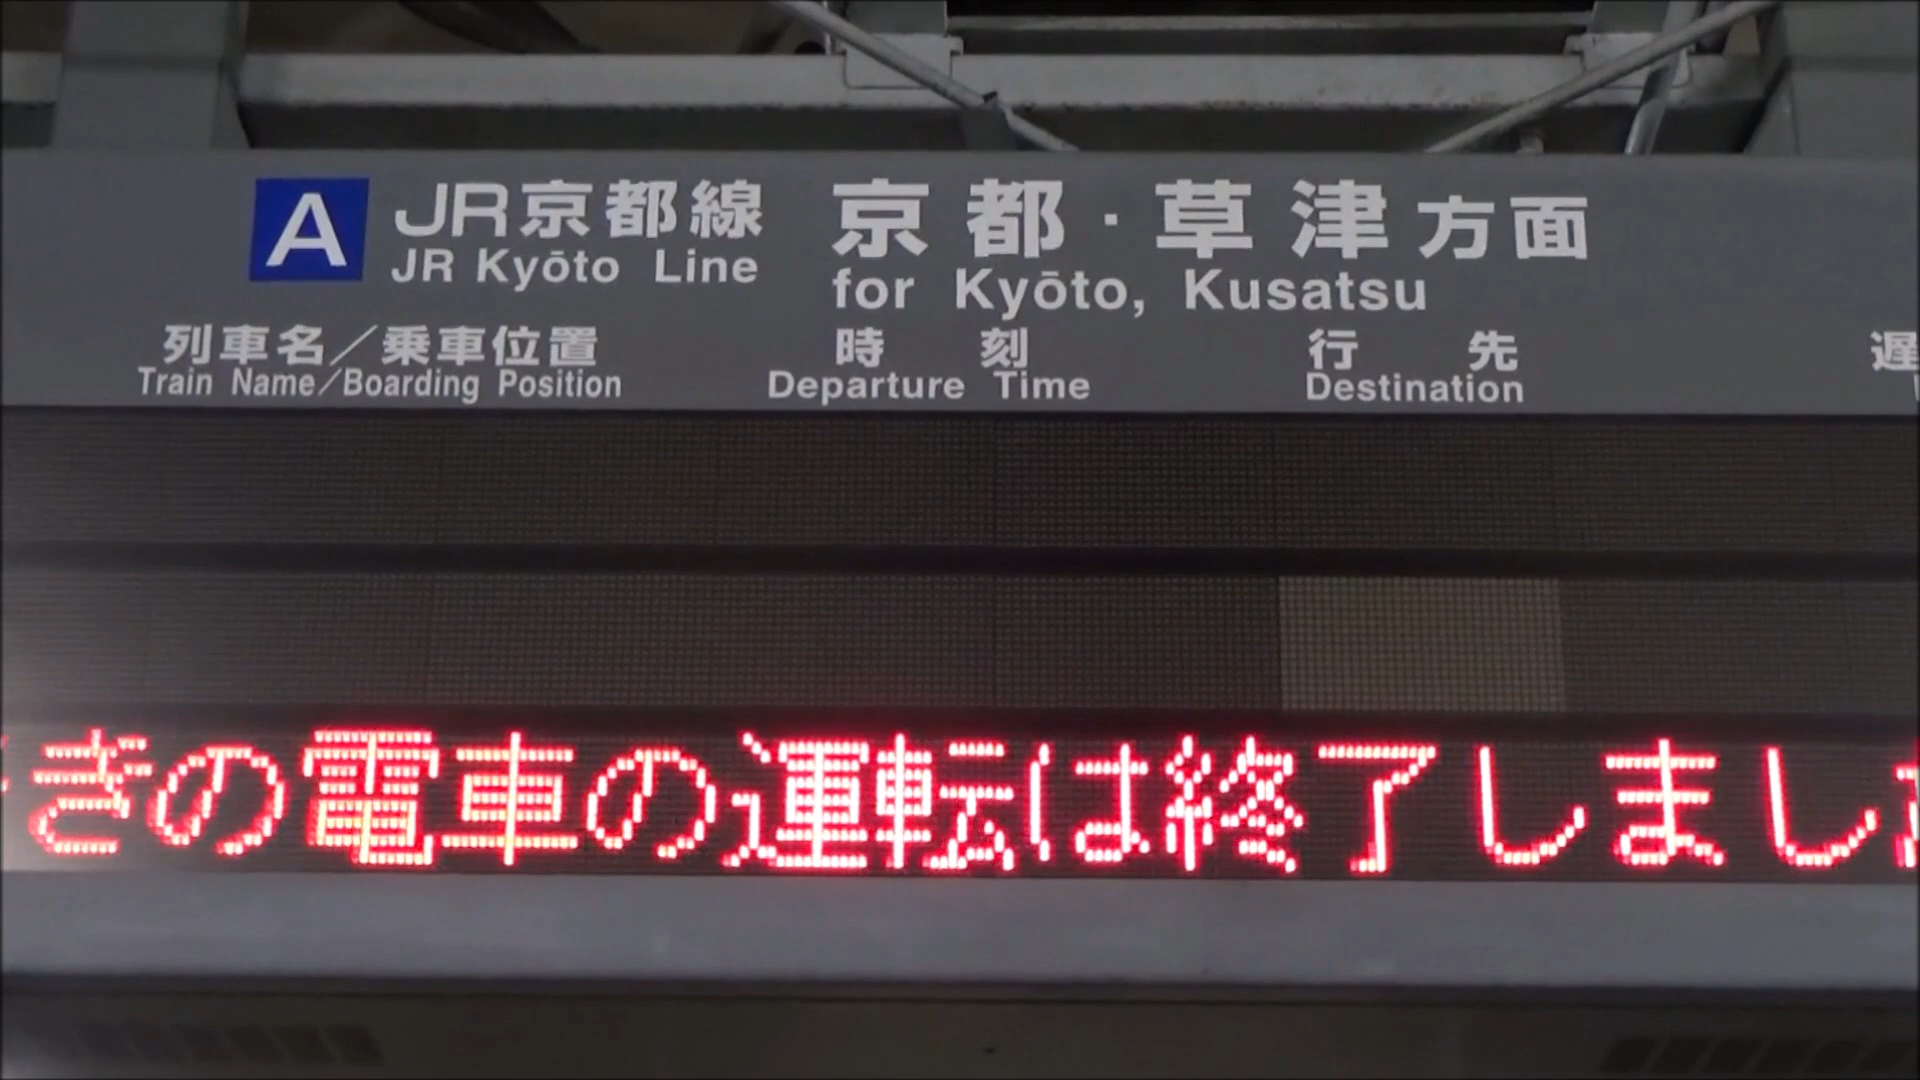 A JR京都線 京都・草津方面
JR Kyōto Line for Kyōto, Kusatsu
列車名／乗車位置 時刻 行先 遅
Train Name／Boarding Position Departure Time Destination
ぎの電車の運転は終了しました